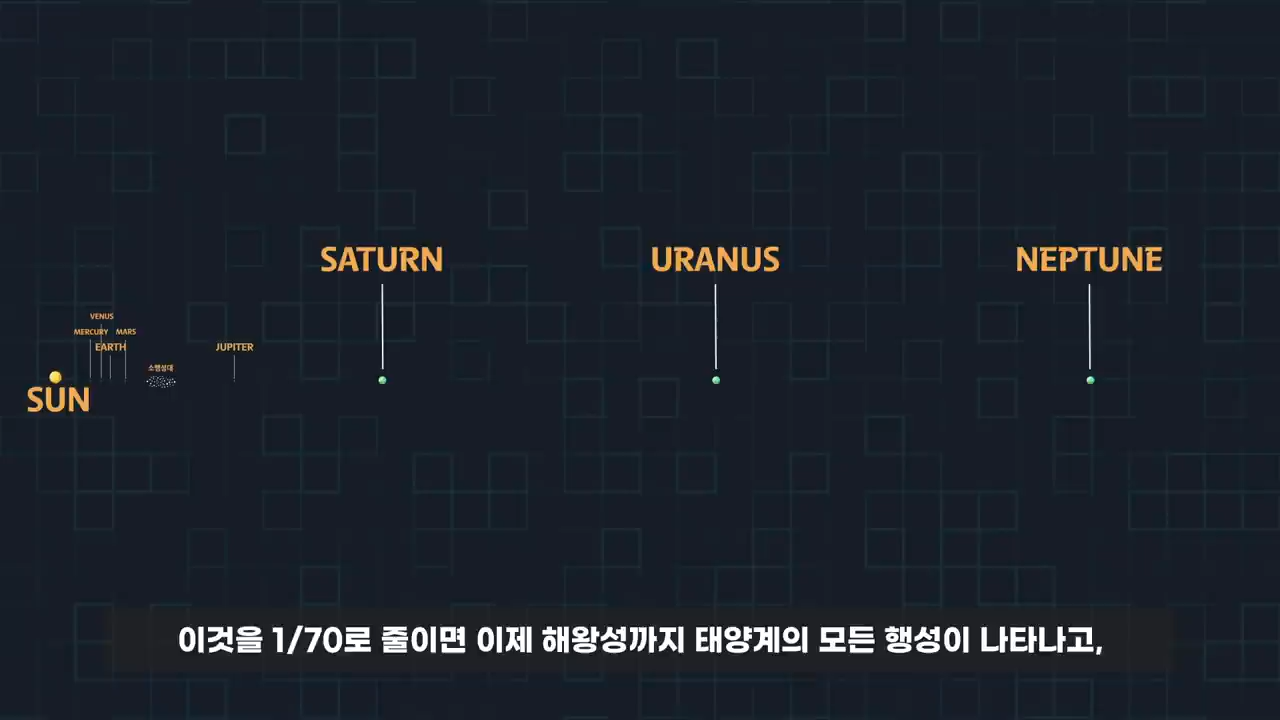 SATURN
URANUS
NEPTUNE
VENUS
MERCURY
MARS
EARTH
JUPITER
소행성대
SUN
이것을 1/70로 줄이면 이제 해왕성까지 태양계의 모든 행성이 나타나고,